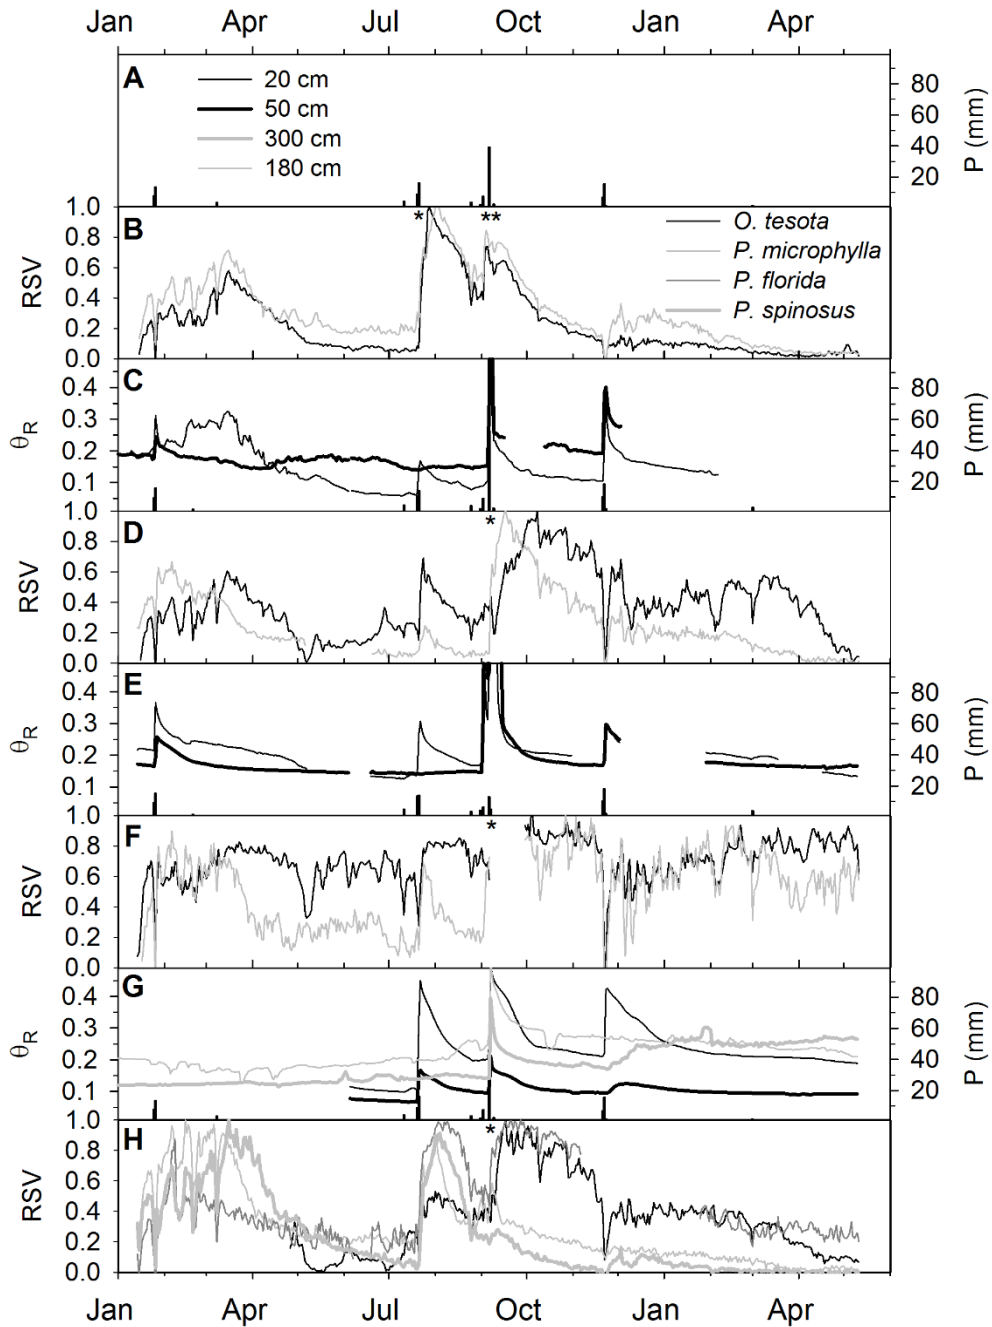 Jan Apr Jul Oct Jan Apr
A
20 cm
50 cm
300 cm
180 cm
80
60
40
20
P (mm)
B
1.0
0.8
0.6
0.4
0.2
0.0
RSV
* **
O. tesota
P. microphylla
P. florida
P. spinosus
C
0.4
0.3
0.2
0.1
θR
80
60
40
20
P (mm)
D
1.0
0.8
0.6
0.4
0.2
0.0
RSV
*
E
0.4
0.3
0.2
0.1
θR
80
60
40
20
P (mm)
F
1.0
0.8
0.6
0.4
0.2
0.0
RSV
*
G
0.4
0.3
0.2
0.1
θR
80
60
40
20
P (mm)
H
1.0
0.8
0.6
0.4
0.2
0.0
RSV
*
Jan Apr Jul Oct Jan Apr